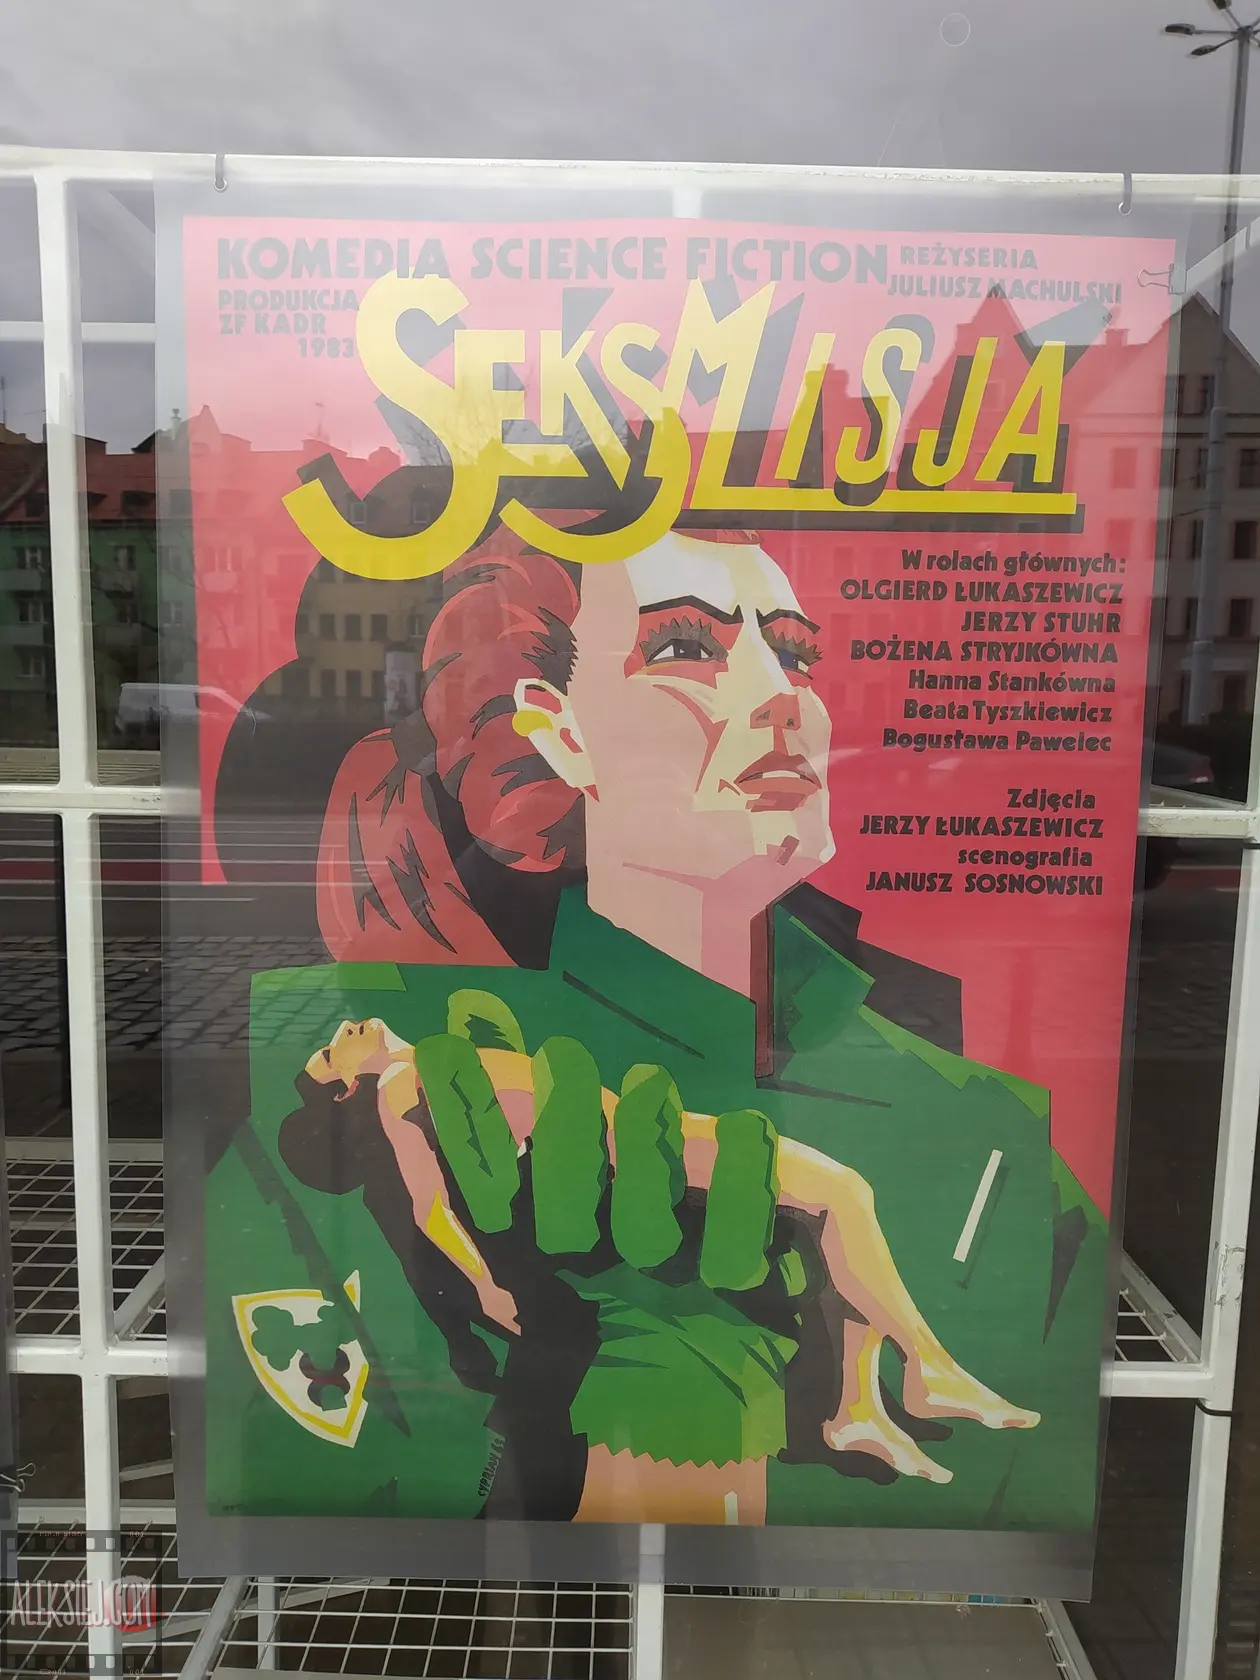 KOMEDIA SCIENCE FICTION
REŻYSERIA
JULIUSZ MACHULSKI
PRODUKCJA
ZF KADR
1983
SEKSMISJA
W rolach głównych:
OLGIERD ŁUKASZEWICZ
JERZY STUHR
BOŻENA STRYJKÓWNA
Hanna Stankówna
Beata Tyszkiewicz
Bogusława Pawelec
Zdjęcia
JERZY ŁUKASZEWICZ
scenografia
JANUSZ SOSNOWSKI
ALEKSIEJ.COM